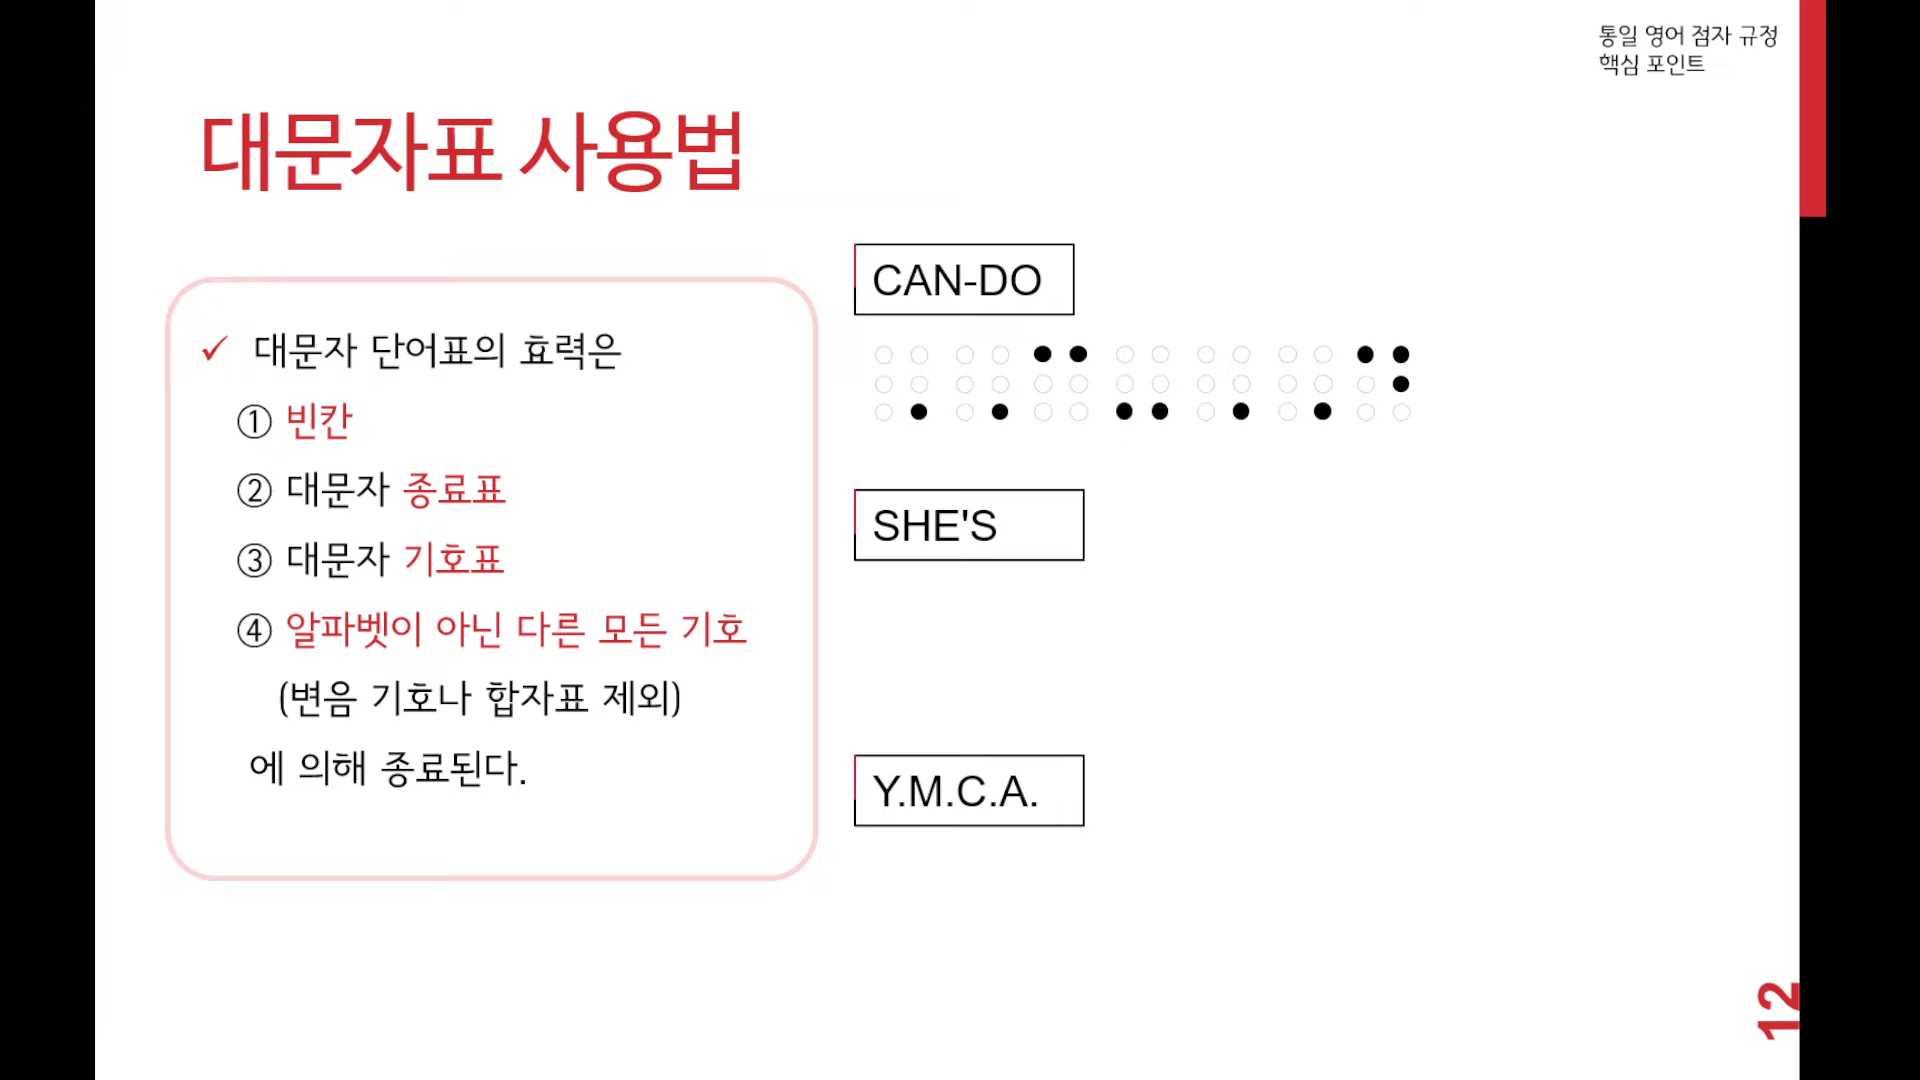 통일 영어 점자 규정
핵심 포인트
대문자표 사용법
✓ 대문자 단어표의 효력은
① 빈칸
② 대문자 종료표
③ 대문자 기호표
④ 알파벳이 아닌 다른 모든 기호
(변음 기호나 합자표 제외)
에 의해 종료된다.
CAN-DO
⠠⠠⠉⠤⠠⠠⠙
SHE'S
Y.M.C.A.
12